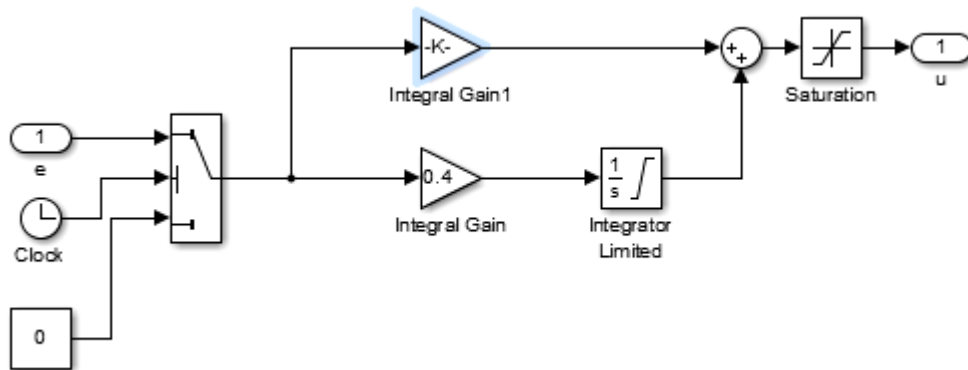 -K-
Integral Gain1
+
+
Saturation
1
u
1
e
Clock
0
0.4
Integral Gain
1
s
Integrator
Limited